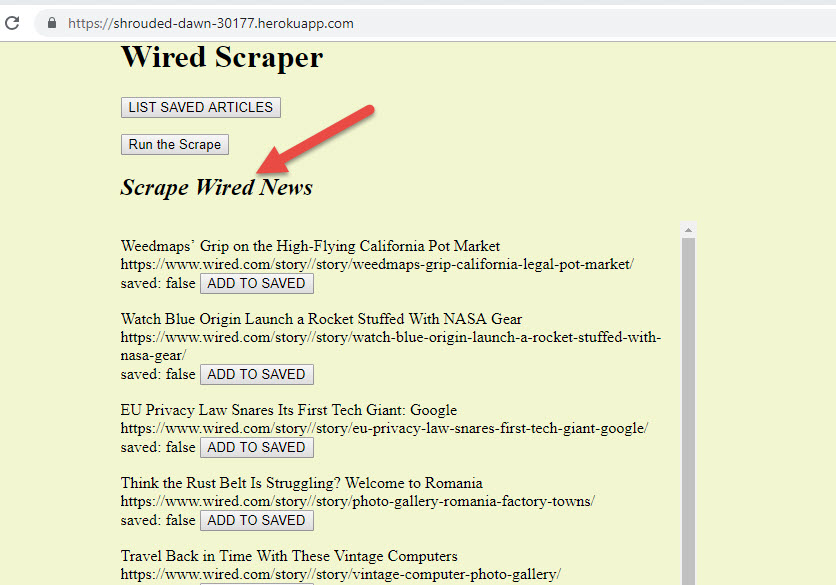 https://shrouded-dawn-30177.herokuapp.com
Wired Scraper
LIST SAVED ARTICLES
Run the Scrape
Scrape Wired News
Weedmaps’ Grip on the High-Flying California Pot Market
https://www.wired.com/story//story/weedmaps-grip-california-legal-pot-market/
saved: false ADD TO SAVED
Watch Blue Origin Launch a Rocket Stuffed With NASA Gear
https://www.wired.com/story//story/watch-blue-origin-launch-a-rocket-stuffed-with-
nasa-gear/
saved: false ADD TO SAVED
EU Privacy Law Snares Its First Tech Giant: Google
https://www.wired.com/story//story/eu-privacy-law-snares-first-tech-giant-google/
saved: false ADD TO SAVED
Think the Rust Belt Is Struggling? Welcome to Romania
https://www.wired.com/story//story/photo-gallery-romania-factory-towns/
saved: false ADD TO SAVED
Travel Back in Time With These Vintage Computers
https://www.wired.com/story//story/vintage-computer-photo-gallery/